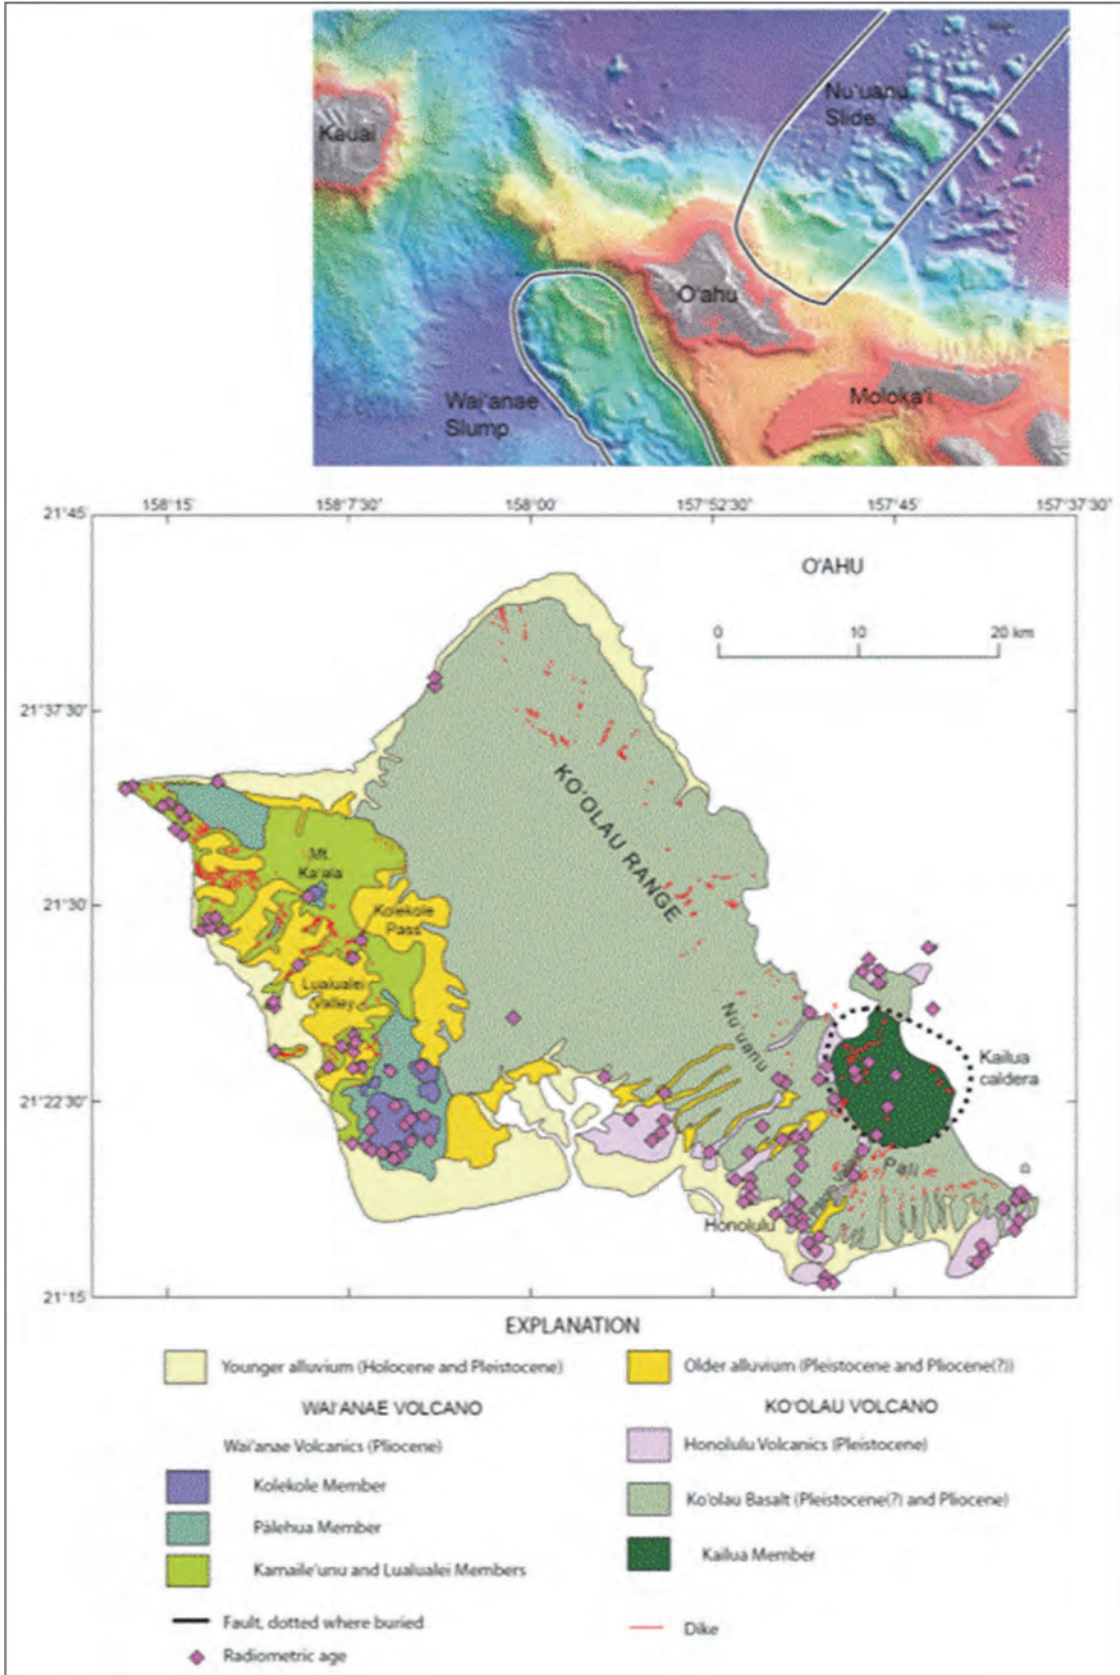 Kauai
Nu'uanu
Slide
O'ahu
Wai'anae
Slump
Moloka'i
158°15'
158°7'30"
158°00
157°52'30"
157°45'
157°37'30"
21°45'
O'AHU
0
10
20 km
21°37'30"
KO'OLAU RANGE
Mt.
Ka'ala
21°30'
Kolekole
Pass
Lualualei
Valley
Nu'uanu
Kailua
caldera
21°22'30"
Pali
Honolulu
21°15'
EXPLANATION
Younger alluvium (Holocene and Pleistocene)
Older alluvium (Pleistocene and Pliocene(?))
WAI'ANAE VOLCANO
KO'OLAU VOLCANO
Wai'anae Volcanics (Pliocene)
Honolulu Volcanics (Pleistocene)
Kolekole Member
Ko'olau Basalt (Pleistocene(?) and Pliocene)
Pālehua Member
Kailua Member
Kamaile'unu and Lualualei Members
Fault, dotted where buried
Dike
Radiometric age